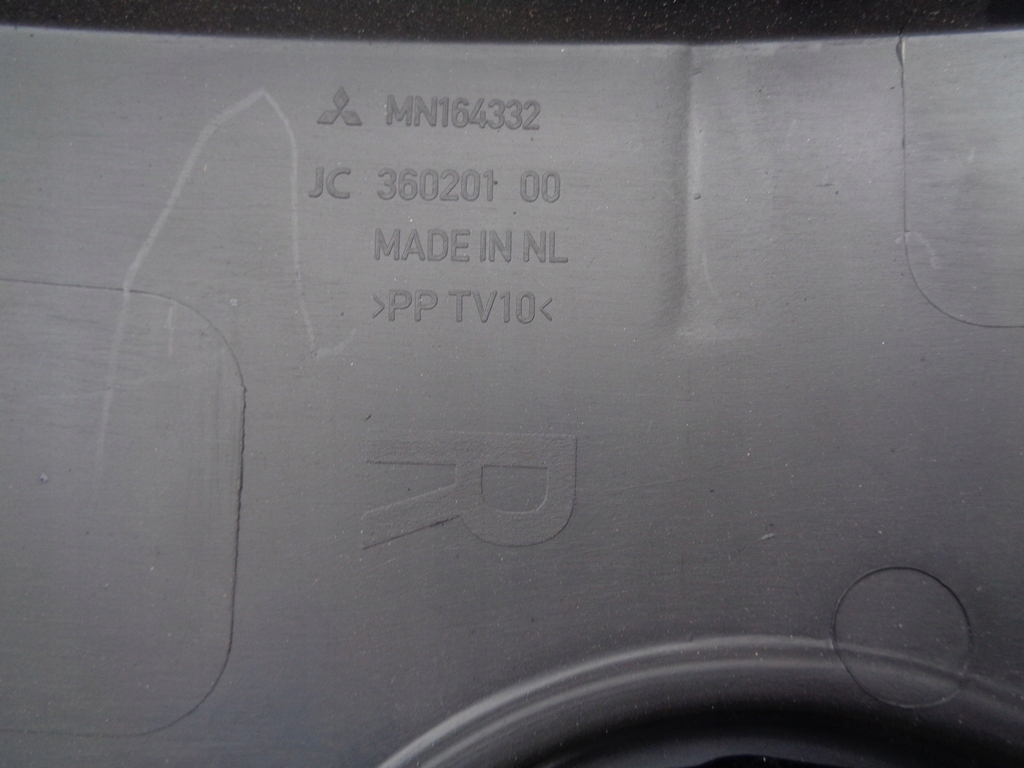 MN164332
JC 360201 00
MADE IN NL
>PP TV10<
R